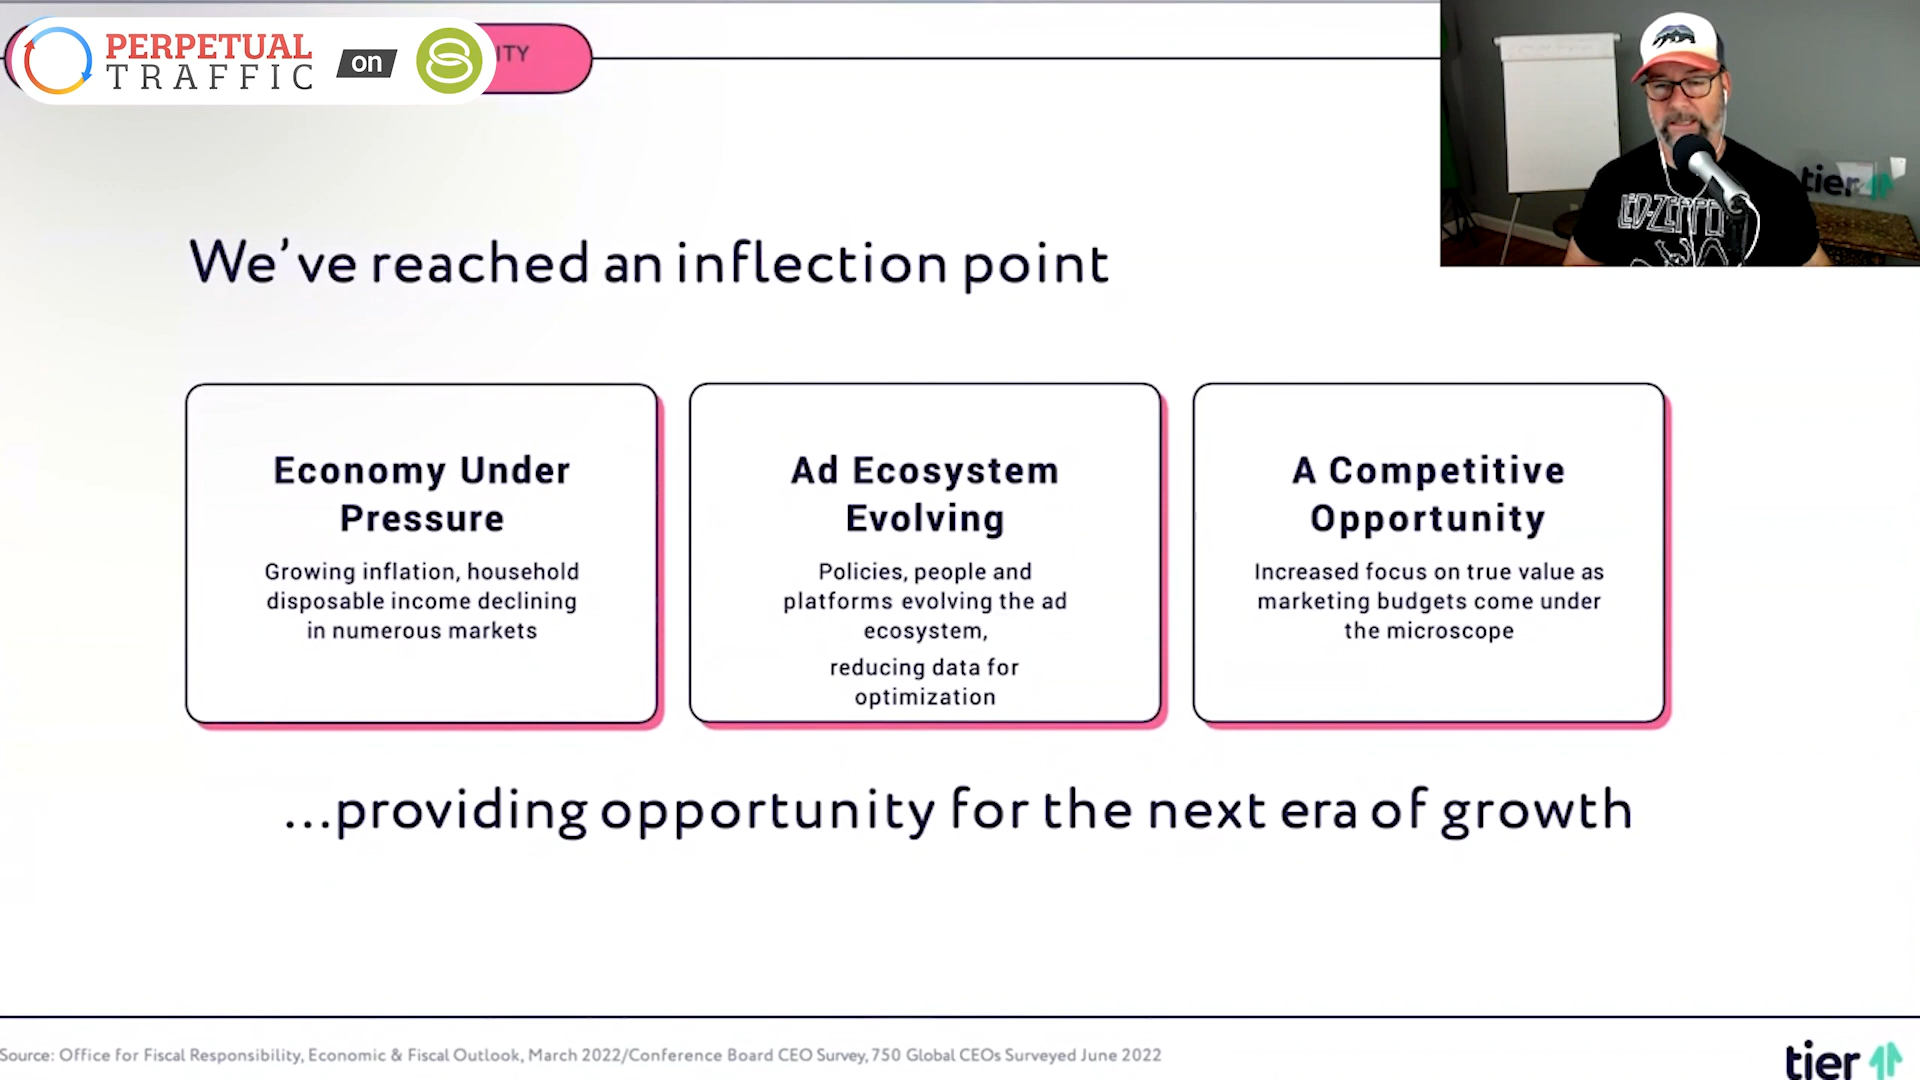 PERPETUAL
TRAFFIC
on
ITY
tier
LED-ZEPPEL
We've reached an inflection point
Economy Under
Pressure
Growing inflation, household
disposable income declining
in numerous markets
Ad Ecosystem
Evolving
Policies, people and
platforms evolving the ad
ecosystem,
reducing data for
optimization
A Competitive
Opportunity
Increased focus on true value as
marketing budgets come under
the microscope
...providing opportunity for the next era of growth
Source: Office for Fiscal Responsibility, Economic & Fiscal Outlook, March 2022/Conference Board CEO Survey, 750 Global CEOs Surveyed June 2022
tier